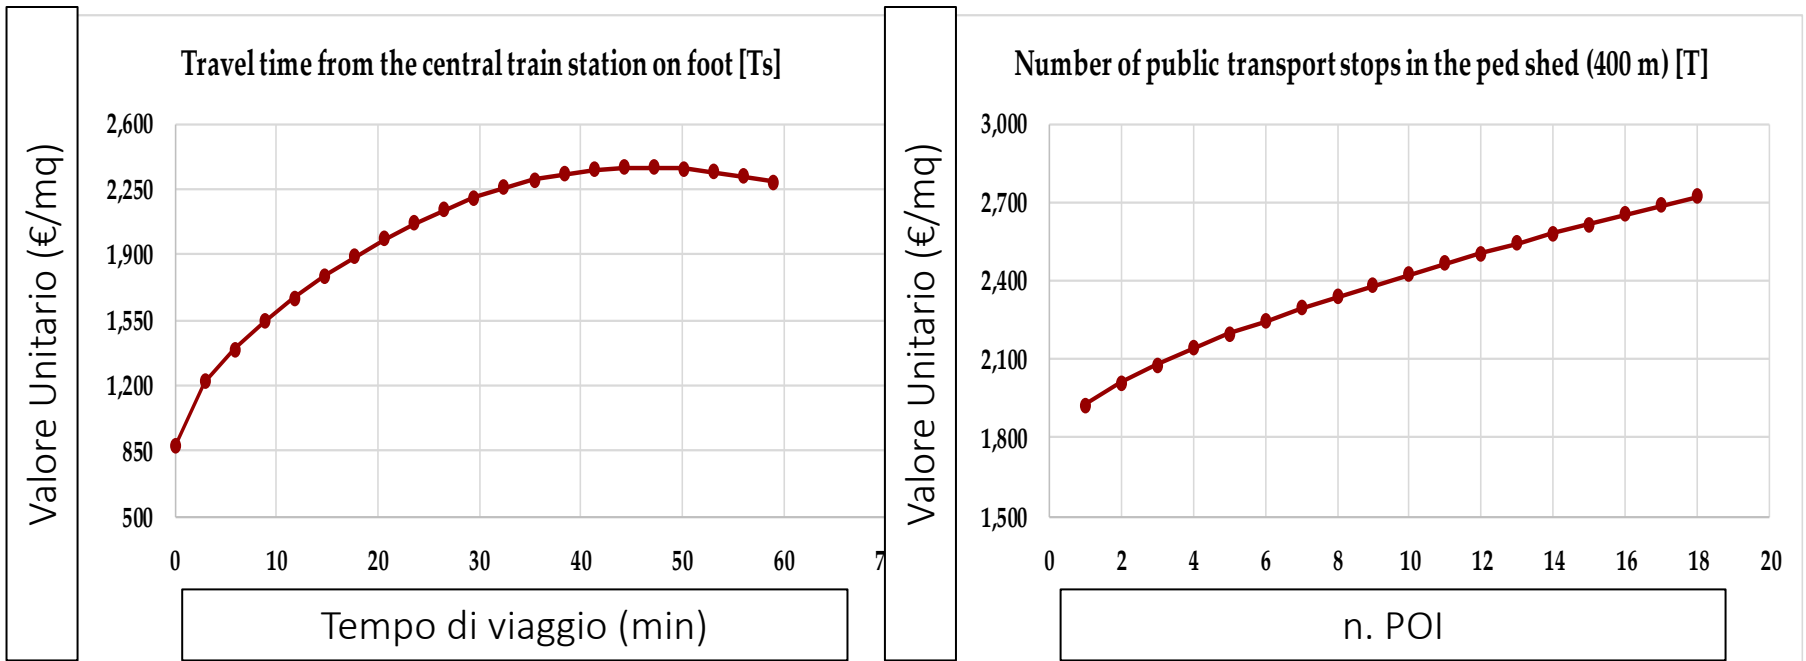 Travel time from the central train station on foot [Ts]
Valore Unitario (€/mq)
2,600
2,250
1,900
1,550
1,200
850
500
0 10 20 30 40 50 60 7
Tempo di viaggio (min)
Number of public transport stops in the ped shed (400 m) [T]
Valore Unitario (€/mq)
3,000
2,700
2,400
2,100
1,800
1,500
0 2 4 6 8 10 12 14 16 18 20
n. POI